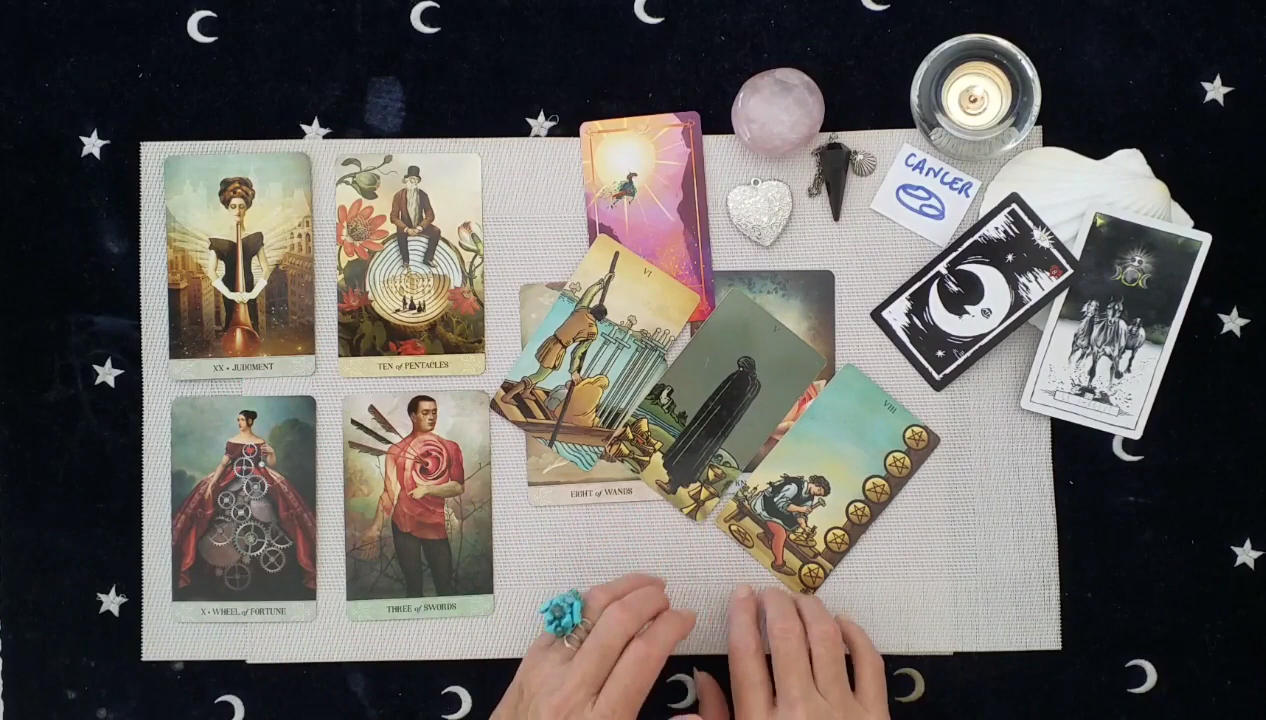 XX • JUDGMENT
TEN of PENTACLES
X • WHEEL of FORTUNE
THREE of SWORDS
EIGHT of WANDS
VI
V
VIII
CANCER